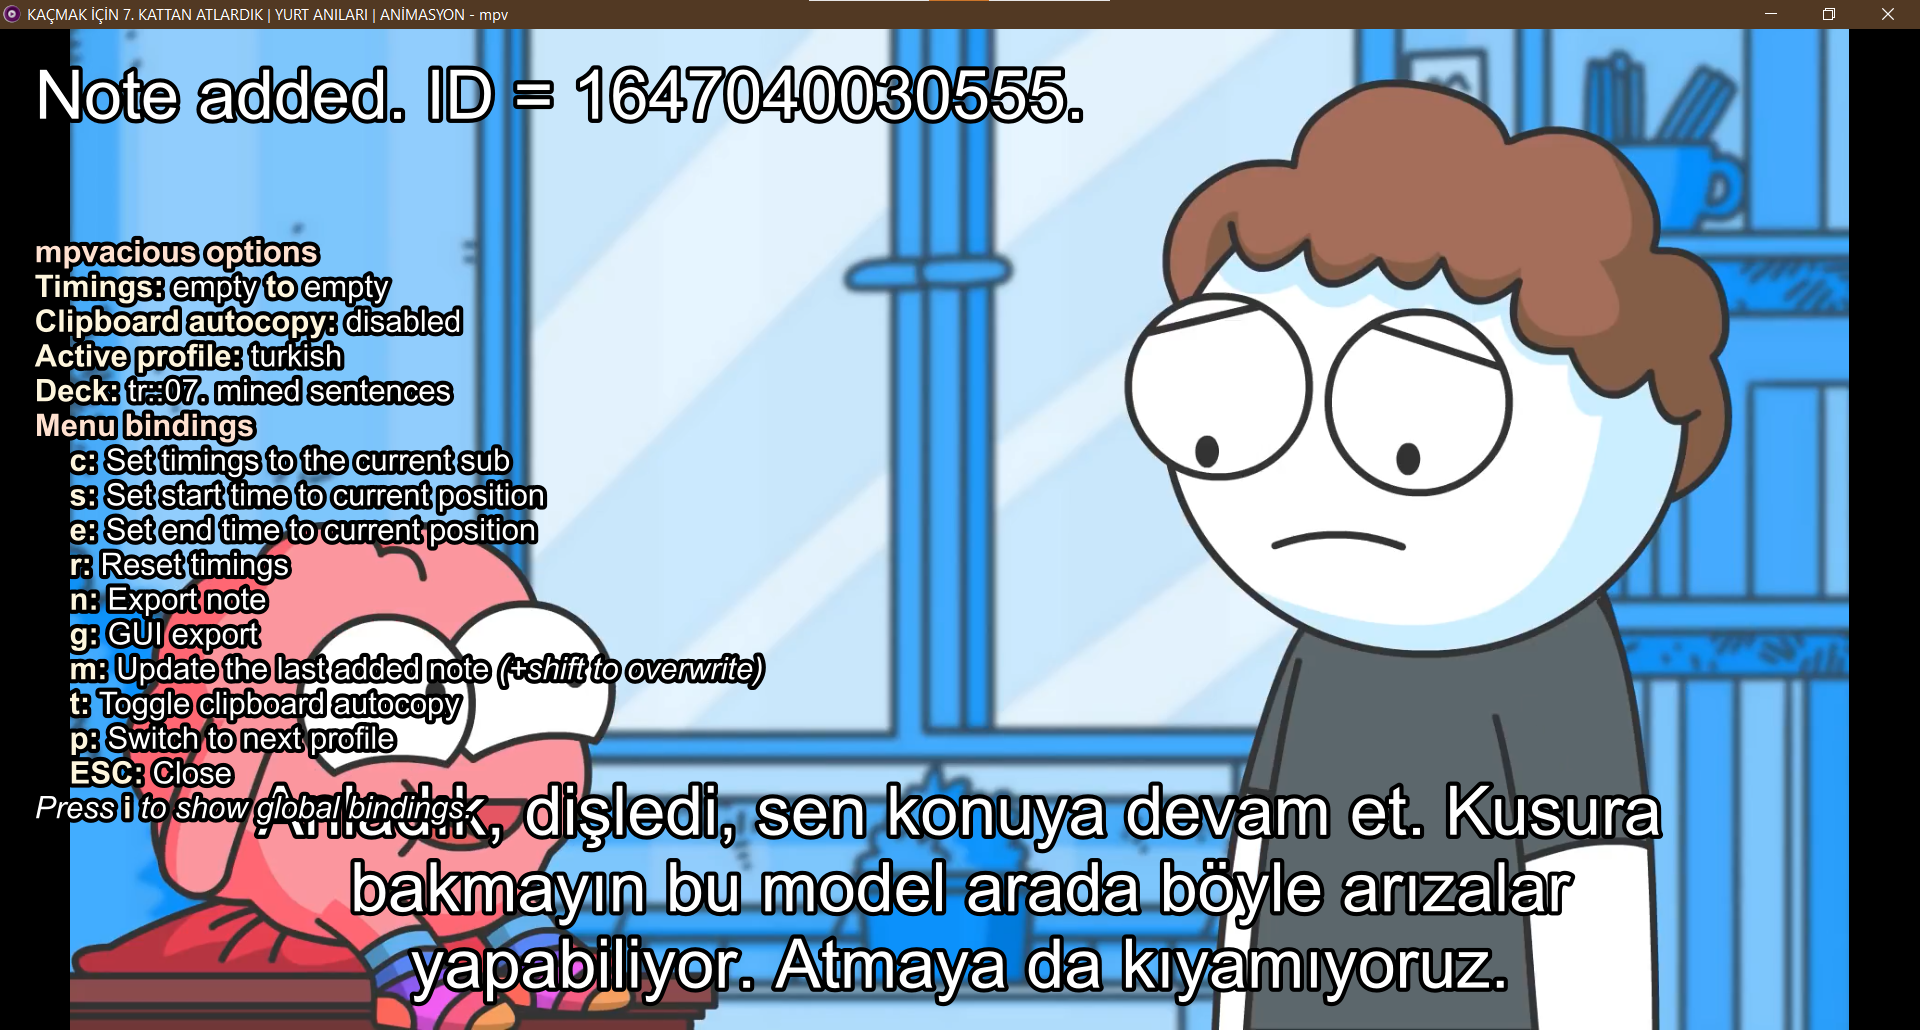 KAÇMAK İÇİN 7. KATTAN ATLARDIK | YURT ANILARI | ANİMASYON - mpv
Note added. ID = 1647040030555.
mpvacious options
Timings: empty to empty
Clipboard autocopy: disabled
Active profile: turkish
Deck: tr::07. mined sentences
Menu bindings
c: Set timings to the current sub
s: Set start time to current position
e: Set end time to current position
r: Reset timings
n: Export note
g: GUI export
m: Update the last added note (+shift to overwrite)
t: Toggle clipboard autocopy
p: Switch to next profile
ESC: Close
Press i to show global bindings.
Anladık, dişledi, sen konuya devam et. Kusura
bakmayın bu model arada böyle arızalar
yapabiliyor. Atmaya da kıyamıyoruz.